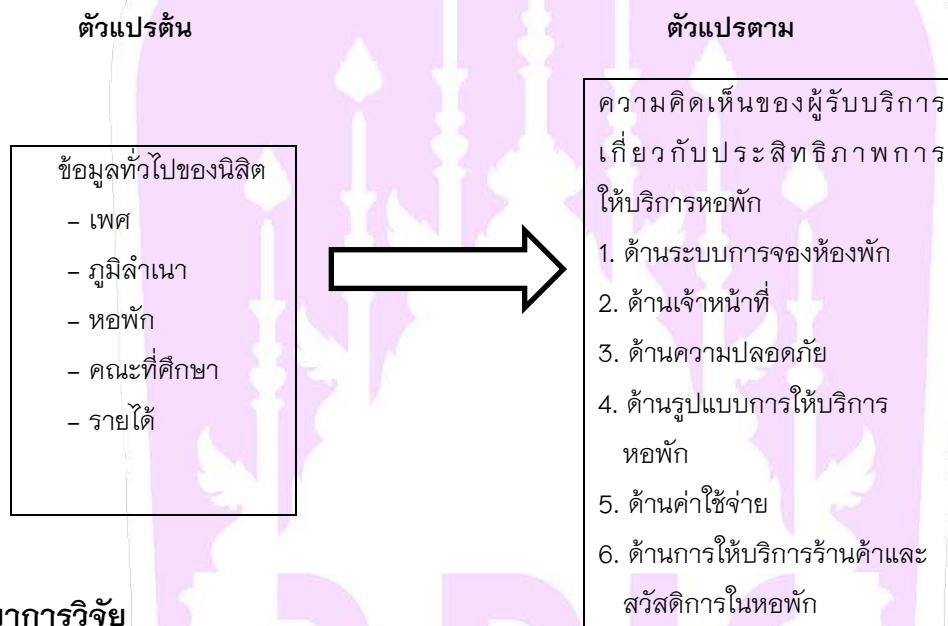 ตัวแปรต้น
ตัวแปรตาม
ข้อมูลทั่วไปของนิสิต
– เพศ
– ภูมิลำเนา
– หอพัก
– คณะที่ศึกษา
– รายได้
ความคิดเห็นของผู้รับบริการ
เกี่ยวกับประสิทธิภาพการ
ให้บริการหอพัก
1. ด้านระบบการจองห้องพัก
2. ด้านเจ้าหน้าที่
3. ด้านความปลอดภัย
4. ด้านรูปแบบการให้บริการ
หอพัก
5. ด้านค่าใช้จ่าย
6. ด้านการให้บริการร้านค้าและ
สวัสดิการในหอพัก
การวิจัย